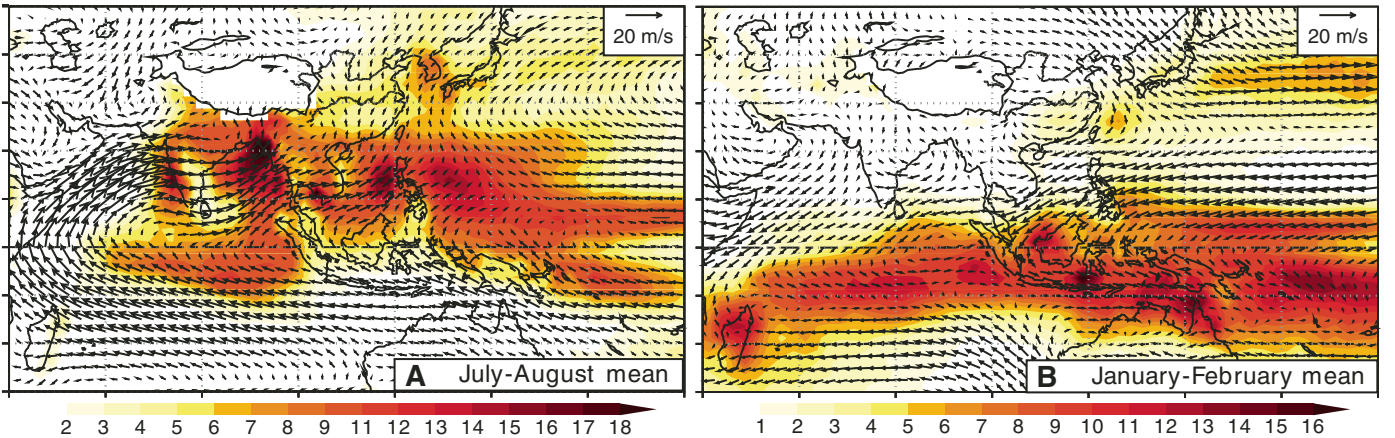 20 m/s
A July-August mean
2 3 4 5 6 7 8 9 11 12 13 14 15 16 17 18
20 m/s
B January-February mean
1 2 3 4 5 6 7 8 9 10 11 12 13 14 15 16